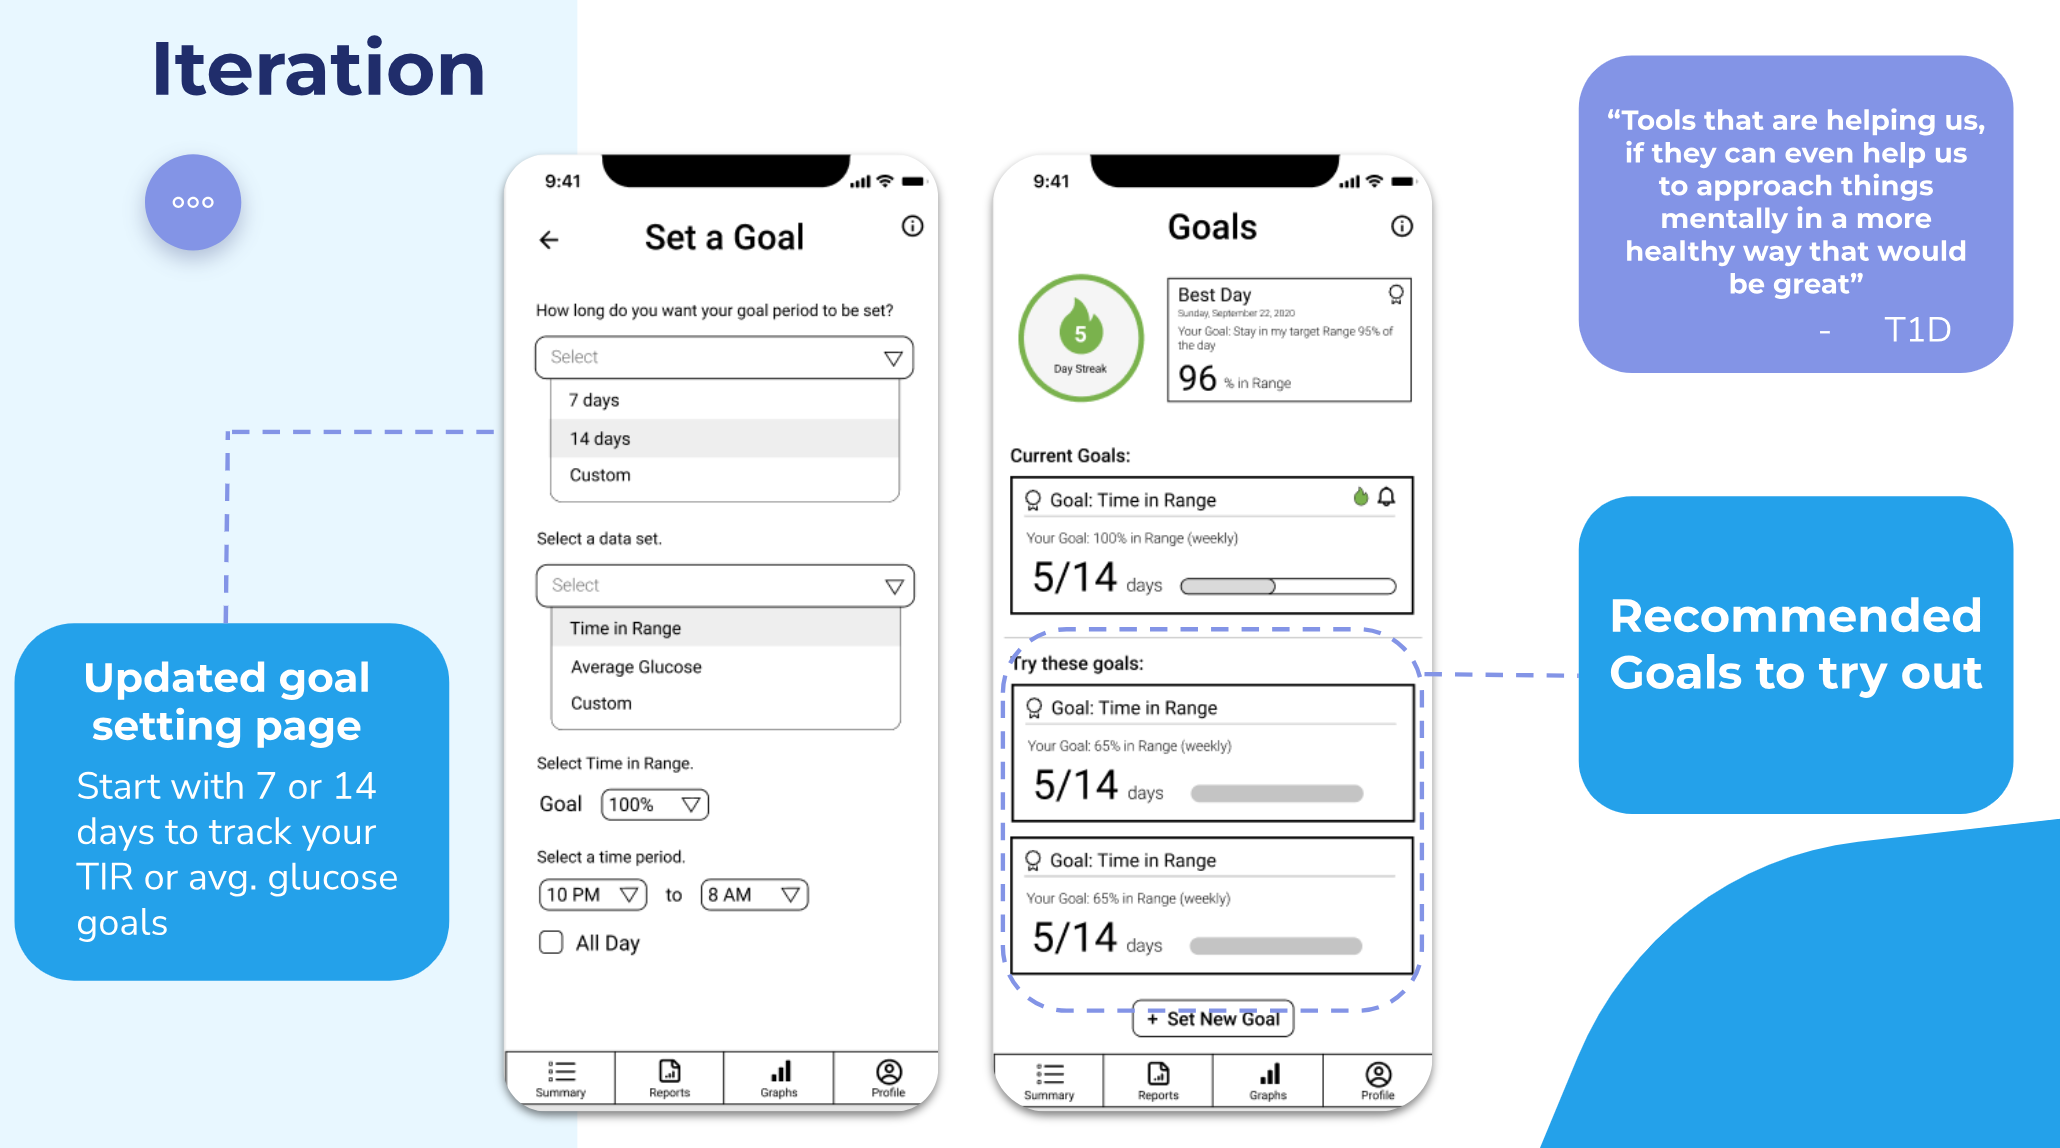 Iteration
9:41
Set a Goal
How long do you want your goal period to be set?
Select
7 days
14 days
Custom
Select a data set.
Select
Time in Range
Average Glucose
Custom
Select Time in Range.
Goal 100%
Select a time period.
10 PM to 8 AM
All Day
Summary Reports Graphs Profile
Updated goal
setting page
Start with 7 or 14
days to track your
TIR or avg. glucose
goals
9:41
Goals
5
Day Streak
Best Day
Sunday, September 22, 2020
Your Goal: Stay in my target Range 95% of
the day
96 % in Range
Current Goals:
Goal: Time in Range
Your Goal: 100% in Range (weekly)
5/14 days
Try these goals:
Goal: Time in Range
Your Goal: 65% in Range (weekly)
5/14 days
Goal: Time in Range
Your Goal: 65% in Range (weekly)
5/14 days
+ Set New Goal
Summary Reports Graphs Profile
“Tools that are helping us,
if they can even help us
to approach things
mentally in a more
healthy way that would
be great”
- T1D
Recommended
Goals to try out